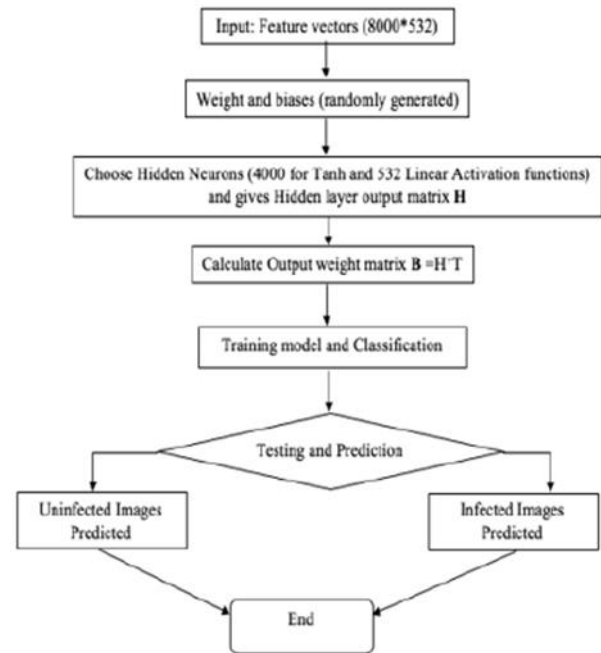 Input: Feature vectors (8000*532)
Weight and biases (randomly generated)
Choose Hidden Neurons (4000 for Tanh and 532 Linear Activation functions)
and gives Hidden layer output matrix H
Calculate Output weight matrix B =H⁻T
Training model and Classification
Testing and Prediction
Uninfected Images
Predicted
Infected Images
Predicted
End